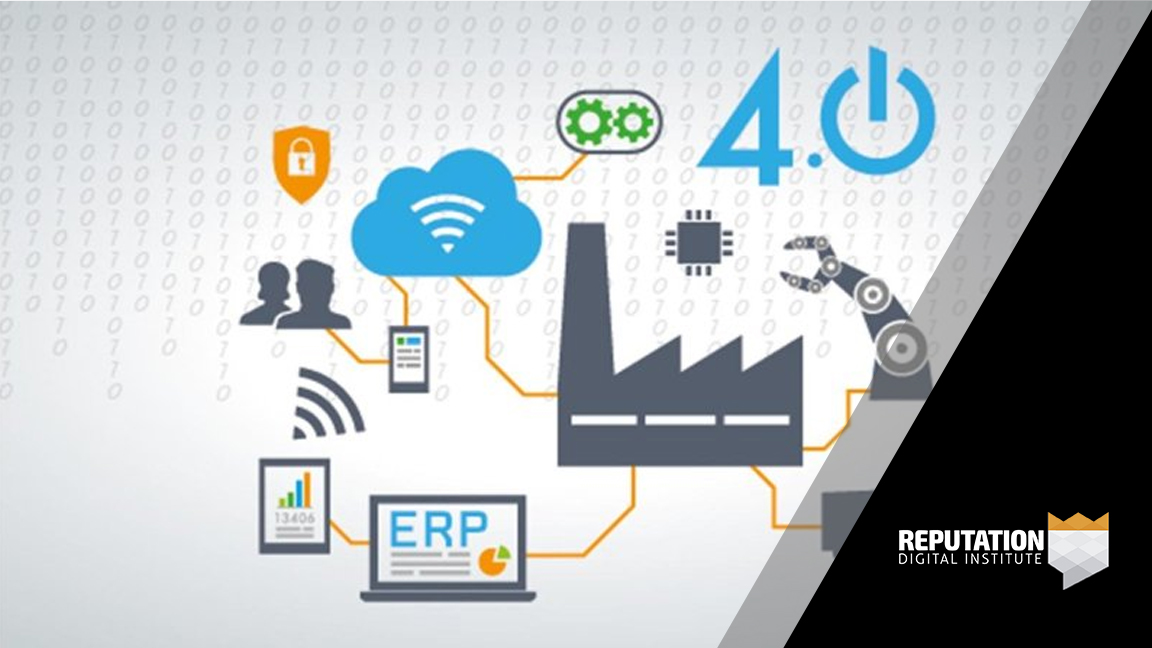 4.0
ERP
13406
REPUTATION
DIGITAL INSTITUTE